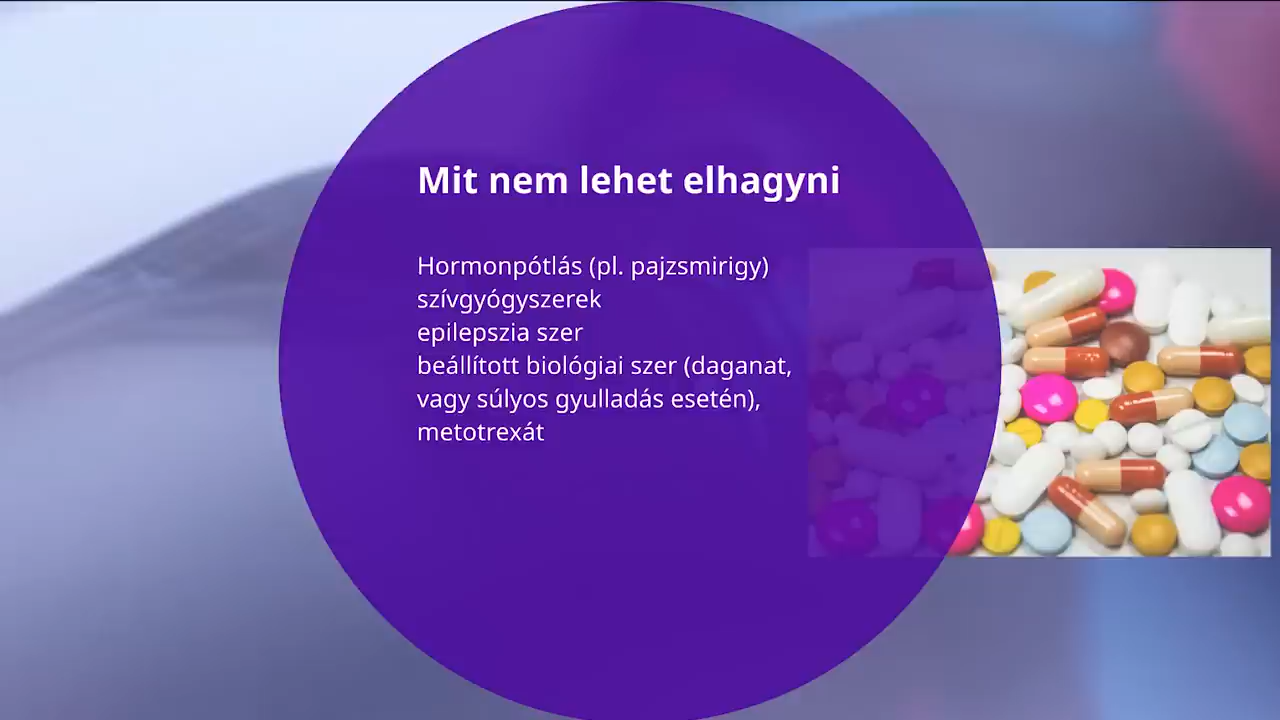 Mit nem lehet elhagyni
Hormonpótlás (pl. pajzsmirigy)
szívgyógyszerek
epilepszia szer
beállított biológiai szer (daganat,
vagy súlyos gyulladás esetén),
metotrexát